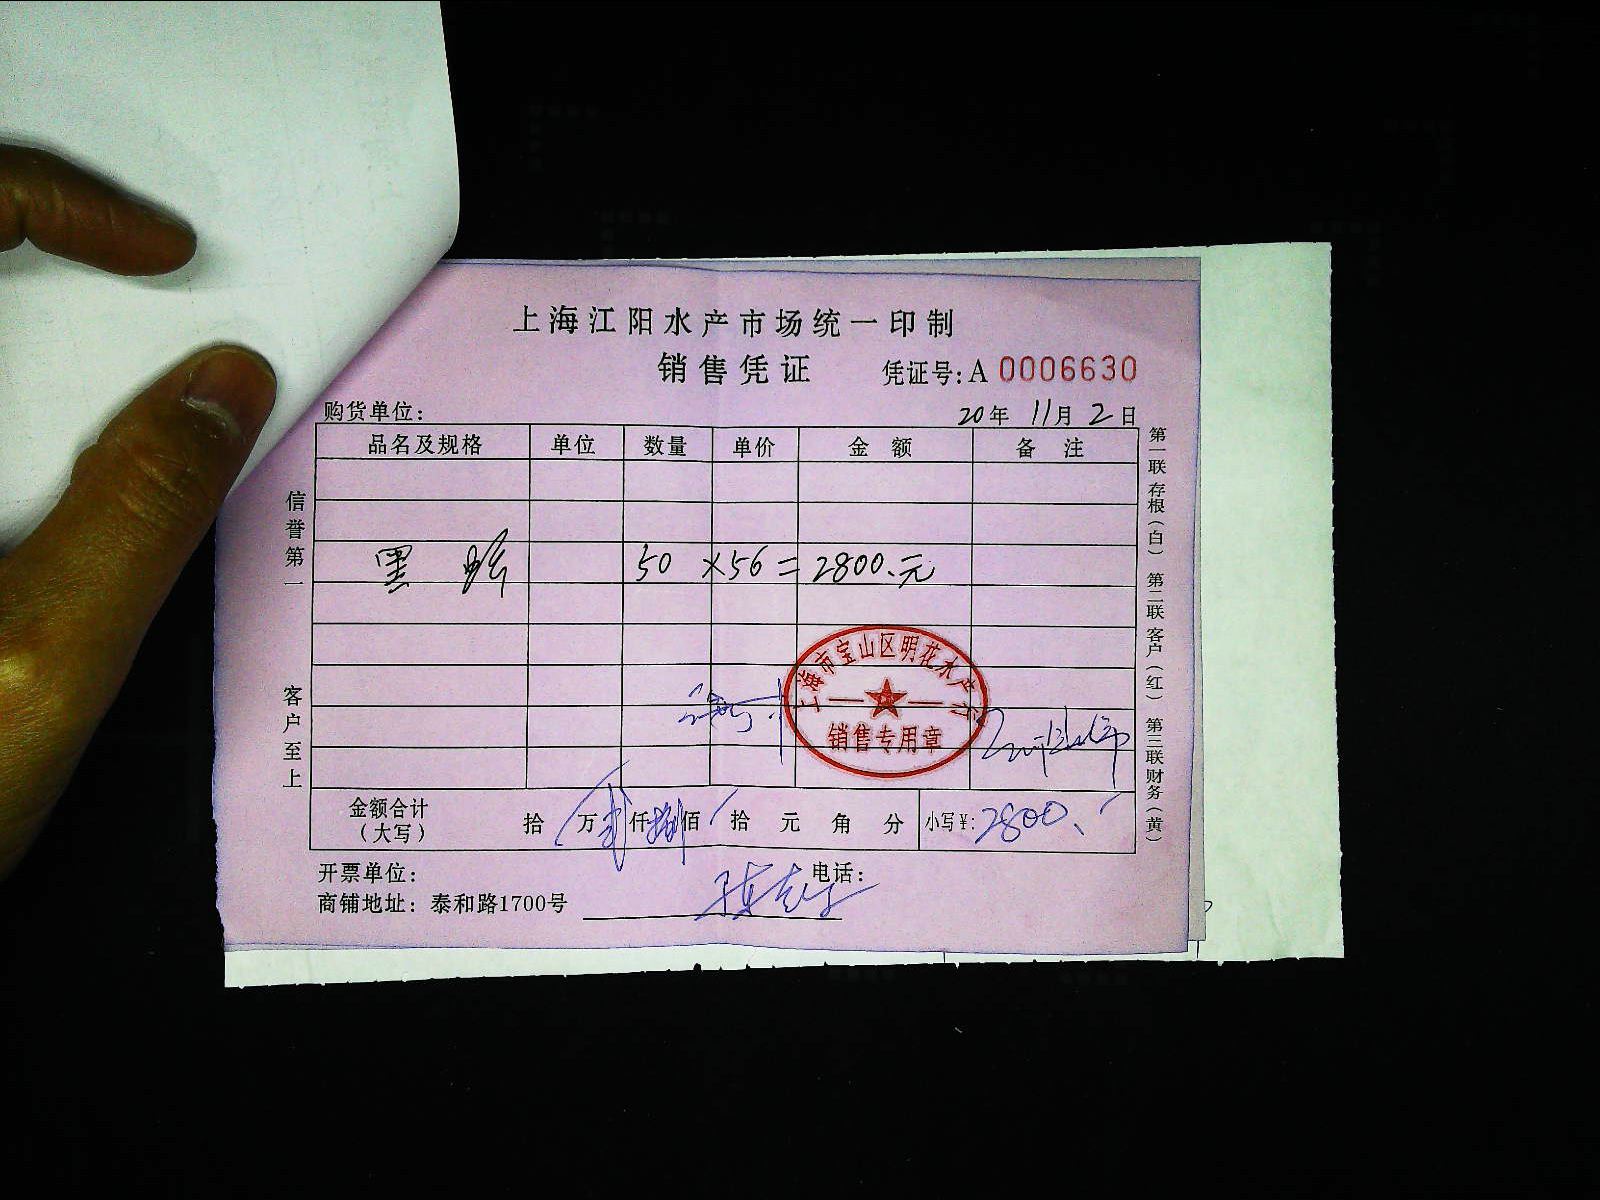 上海江阳水产市场统一印制
销售凭证 凭证号:A 0006630
购货单位: 20年 11月 2日
品名及规格 单位 数量 单价 金额 备注
黑 50 ×56=2800.元
上海市宝山区明花水产行
销售专用章
金额合计(大写) 拾 万 贰 仟 捌 佰 拾 元 角 分 小写¥: 2800.
开票单位: 电话:
商铺地址: 泰和路1700号
信誉第一 客户至上
第一联存根(白) 第二联客户(红) 第三联财务(黄)